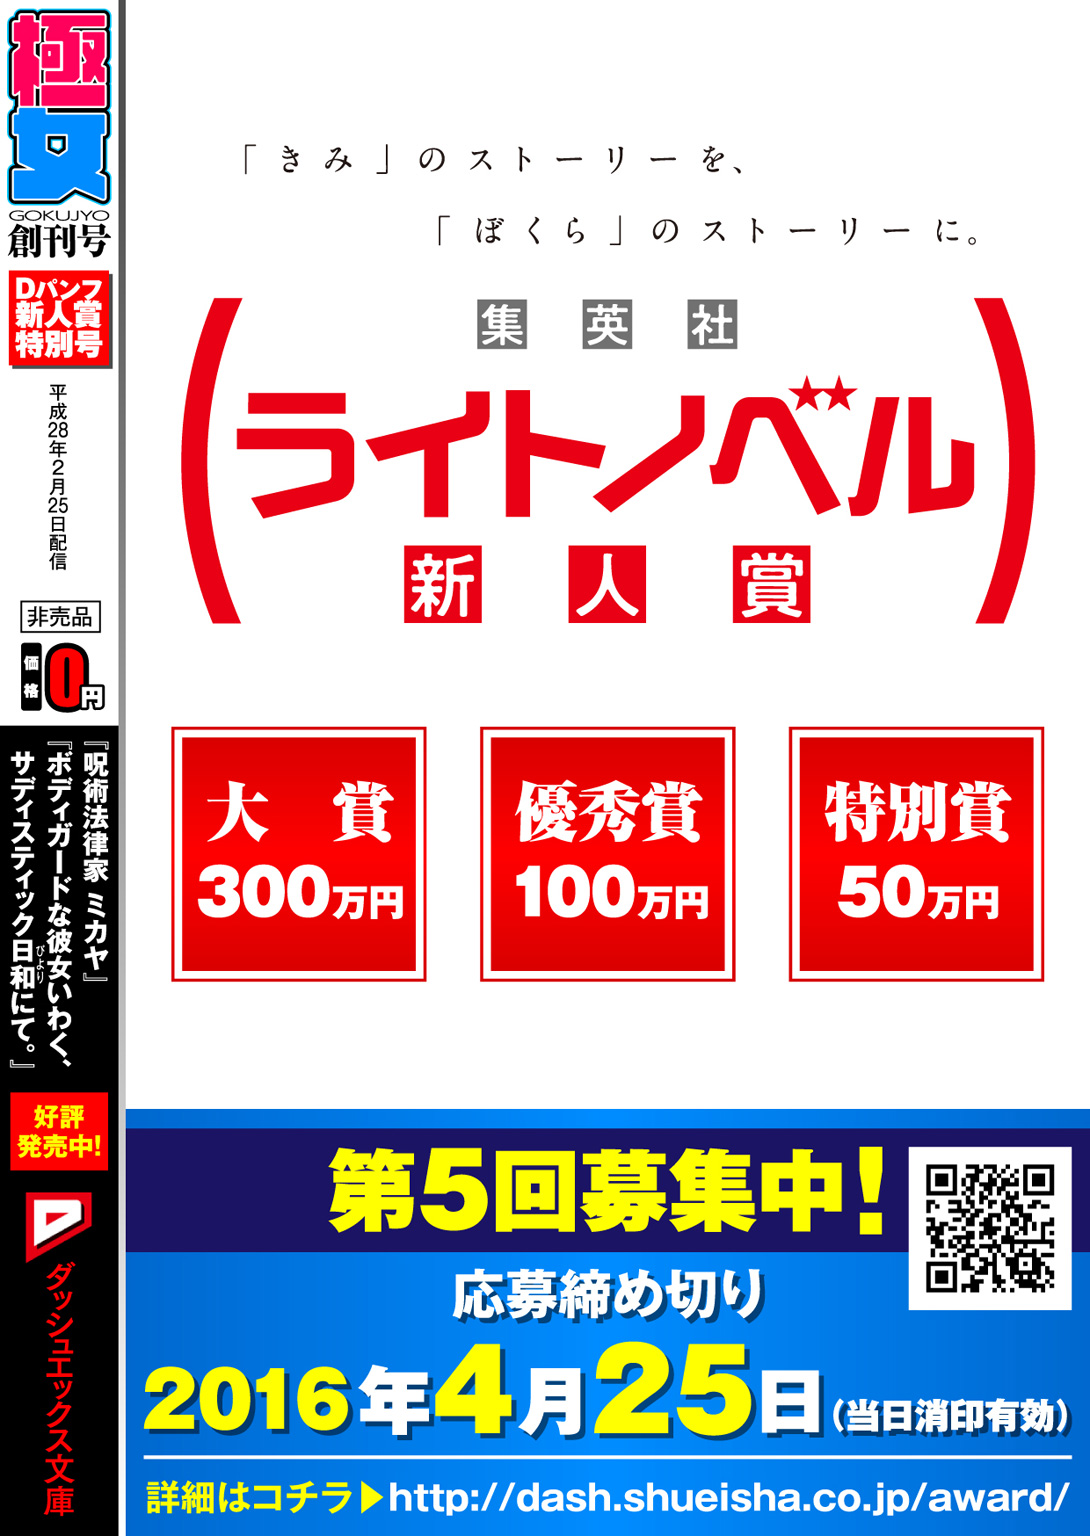 極女
GOKUJYO
創刊号
Dパンフ
新人賞
特別号
平成28年2月25日配信
非売品
価格0円
『呪術法律家 ミカヤ』
『ボディガードな彼女いわく、
サディスティック日和にて。』
びより
好評
発売中!
ダッシュエックス文庫
「きみ」のストーリーを、
「ぼくら」のストーリーに。
集英社
ライトノベル
新人賞
大賞
300万円
優秀賞
100万円
特別賞
50万円
第5回募集中!
応募締め切り
2016年4月25日(当日消印有効)
詳細はコチラ▶http://dash.shueisha.co.jp/award/